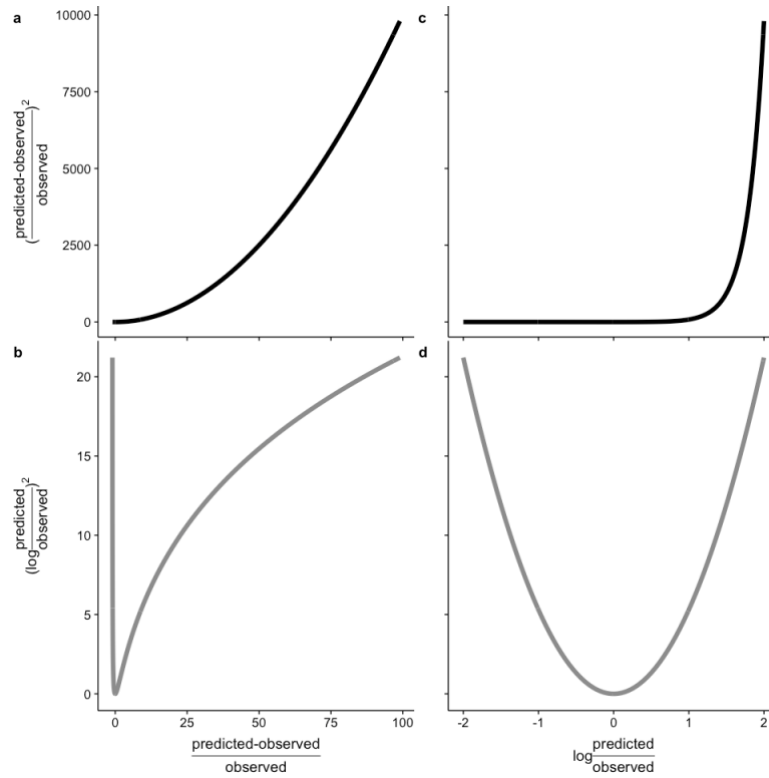 a
10000
7500
5000
2500
0
(predicted-observed
observed)2
c
b
20
15
10
5
0
(log predicted
observed)2
0 25 50 75 100
predicted-observed
observed
d
-2 -1 0 1 2
log predicted
observed